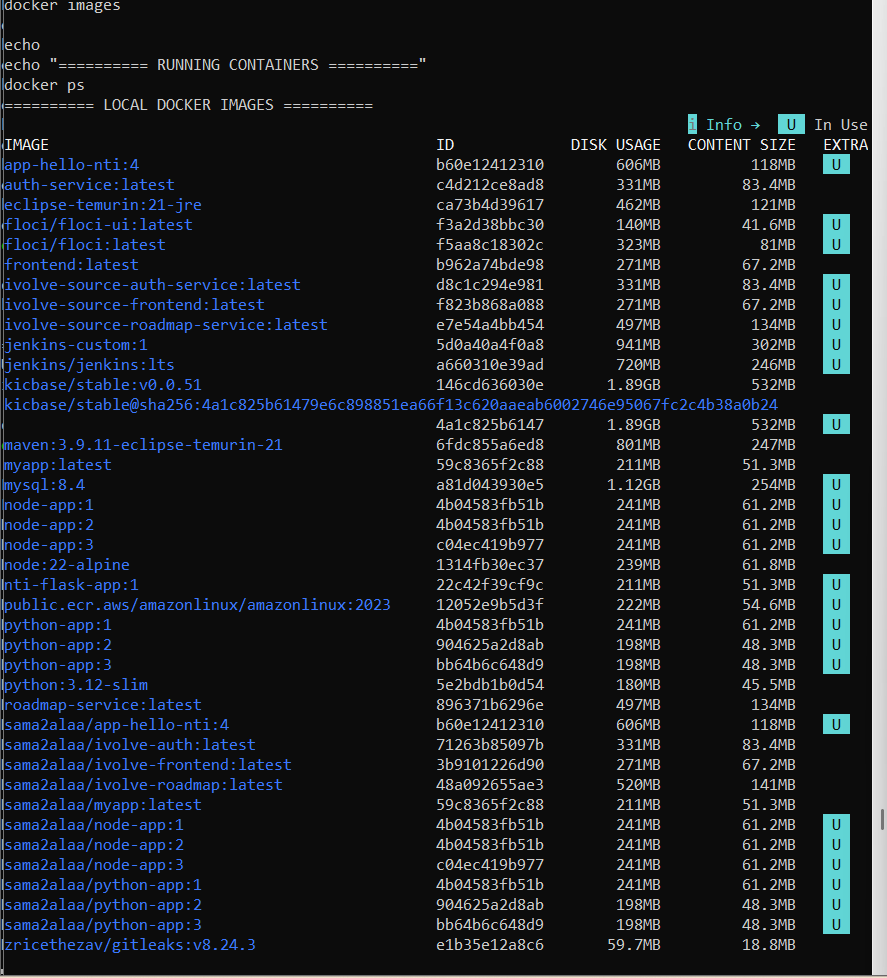 docker images
echo
echo "========== RUNNING CONTAINERS =========="
docker ps
========== LOCAL DOCKER IMAGES ==========
i Info → U In Use
IMAGE ID DISK USAGE CONTENT SIZE EXTRA
app-hello-nti:4 b60e12412310 606MB 118MB U
auth-service:latest c4d212ce8ad8 331MB 83.4MB
eclipse-temurin:21-jre ca73b4d39617 462MB 121MB
floci/floci-ui:latest f3a2d38bbc30 140MB 41.6MB U
floci/floci:latest f5aa8c18302c 323MB 81MB U
frontend:latest b962a74bde98 271MB 67.2MB
ivolve-source-auth-service:latest d8c1c294e981 331MB 83.4MB U
ivolve-source-frontend:latest f823b868a088 271MB 67.2MB U
ivolve-source-roadmap-service:latest e7e54a4bb454 497MB 134MB U
jenkins-custom:1 5d0a40a4f0a8 941MB 302MB U
jenkins/jenkins:lts a660310e39ad 720MB 246MB U
kicbase/stable:v0.0.51 146cd636030e 1.89GB 532MB
kicbase/stable@sha256:4a1c825b61479e6c898851ea66f13c620aaeab6002746e95067fc2c4b38a0b24
4a1c825b6147 1.89GB 532MB U
maven:3.9.11-eclipse-temurin-21 6fdc855a6ed8 801MB 247MB
myapp:latest 59c8365f2c88 211MB 51.3MB
mysql:8.4 a81d043930e5 1.12GB 254MB U
node-app:1 4b04583fb51b 241MB 61.2MB U
node-app:2 4b04583fb51b 241MB 61.2MB U
node-app:3 c04ec419b977 241MB 61.2MB U
node:22-alpine 1314fb30ec37 239MB 61.8MB
nti-flask-app:1 22c42f39cf9c 211MB 51.3MB U
public.ecr.aws/amazonlinux/amazonlinux:2023 12052e9b5d3f 222MB 54.6MB U
python-app:1 4b04583fb51b 241MB 61.2MB U
python-app:2 904625a2d8ab 198MB 48.3MB U
python-app:3 bb64b6c648d9 198MB 48.3MB U
python:3.12-slim 5e2bdb1b0d54 180MB 45.5MB
roadmap-service:latest 896371b6296e 497MB 134MB
sama2alaa/app-hello-nti:4 b60e12412310 606MB 118MB U
sama2alaa/ivolve-auth:latest 71263b85097b 331MB 83.4MB
sama2alaa/ivolve-frontend:latest 3b9101226d90 271MB 67.2MB
sama2alaa/ivolve-roadmap:latest 48a092655ae3 520MB 141MB
sama2alaa/myapp:latest 59c8365f2c88 211MB 51.3MB
sama2alaa/node-app:1 4b04583fb51b 241MB 61.2MB U
sama2alaa/node-app:2 4b04583fb51b 241MB 61.2MB U
sama2alaa/node-app:3 c04ec419b977 241MB 61.2MB U
sama2alaa/python-app:1 4b04583fb51b 241MB 61.2MB U
sama2alaa/python-app:2 904625a2d8ab 198MB 48.3MB U
sama2alaa/python-app:3 bb64b6c648d9 198MB 48.3MB U
zricethezav/gitleaks:v8.24.3 e1b35e12a8c6 59.7MB 18.8MB